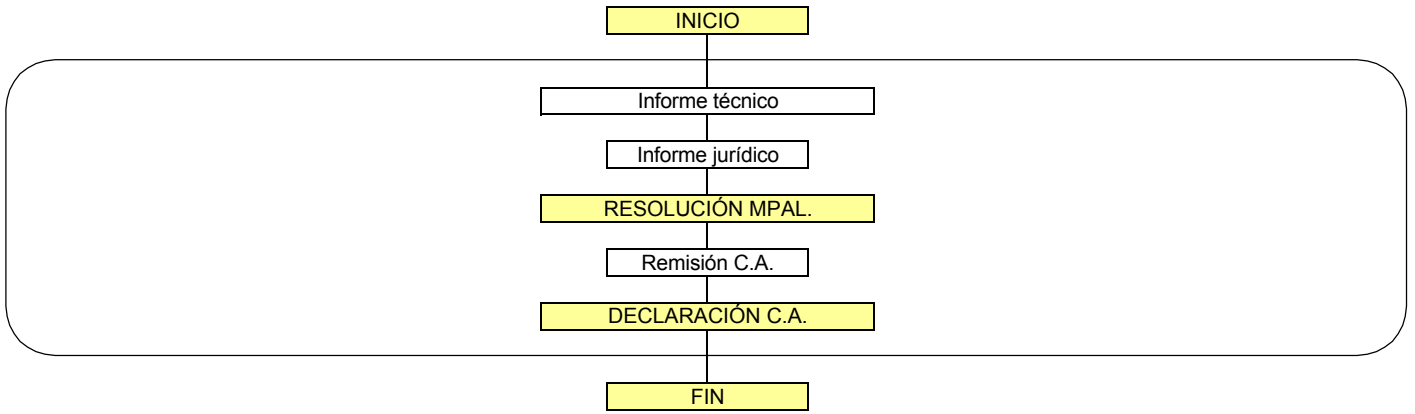 INICIO
Informe técnico
Informe jurídico
RESOLUCIÓN MPAL.
Remisión C.A.
DECLARACIÓN C.A.
FIN